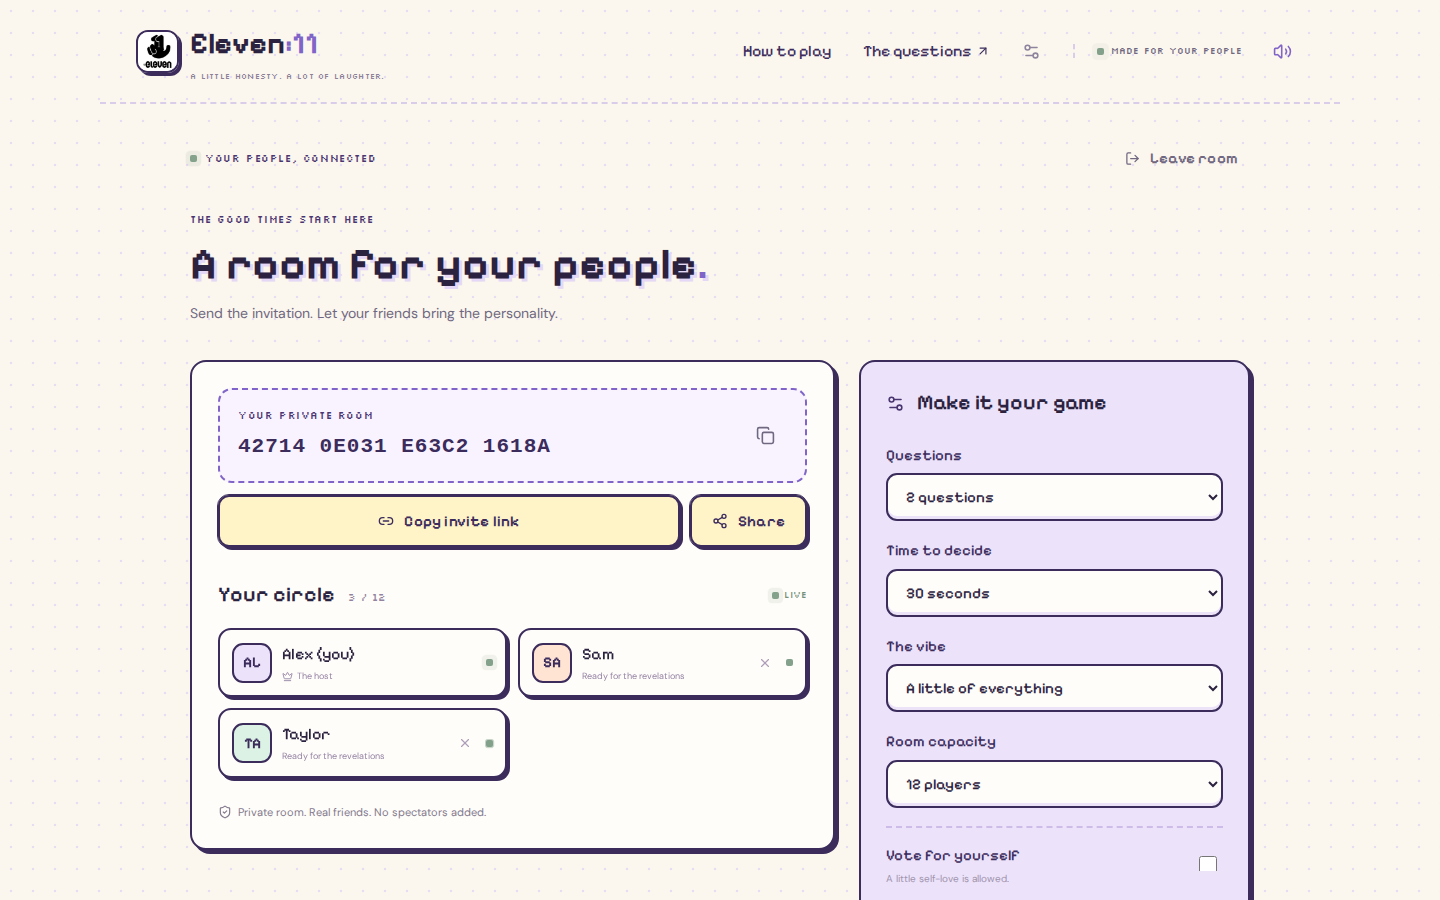 eleven
Eleven:11
A LITTLE HONESTY. A LOT OF LAUGHTER.
How to play
The questions
MADE FOR YOUR PEOPLE
YOUR PEOPLE, CONNECTED
Leave room
THE GOOD TIMES START HERE
A room for your people.
Send the invitation. Let your friends bring the personality.
YOUR PRIVATE ROOM
42714 0E031 E63C2 1618A
Copy invite link
Share
Your circle 3 / 12
LIVE
AL
Alex (you)
The host
SA
Sam
Ready for the revelations
TA
Taylor
Ready for the revelations
Private room. Real friends. No spectators added.
Make it your game
Questions
8 questions
Time to decide
30 seconds
The vibe
A little of everything
Room capacity
12 players
Vote for yourself
A little self-love is allowed.